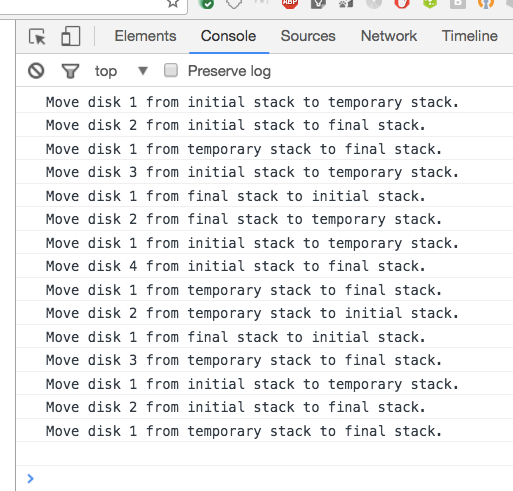 Elements Console Sources Network Timeline
top ▼ Preserve log
Move disk 1 from initial stack to temporary stack.
Move disk 2 from initial stack to final stack.
Move disk 1 from temporary stack to final stack.
Move disk 3 from initial stack to temporary stack.
Move disk 1 from final stack to initial stack.
Move disk 2 from final stack to temporary stack.
Move disk 1 from initial stack to temporary stack.
Move disk 4 from initial stack to final stack.
Move disk 1 from temporary stack to final stack.
Move disk 2 from temporary stack to initial stack.
Move disk 1 from final stack to initial stack.
Move disk 3 from temporary stack to final stack.
Move disk 1 from initial stack to temporary stack.
Move disk 2 from initial stack to final stack.
Move disk 1 from temporary stack to final stack.
>